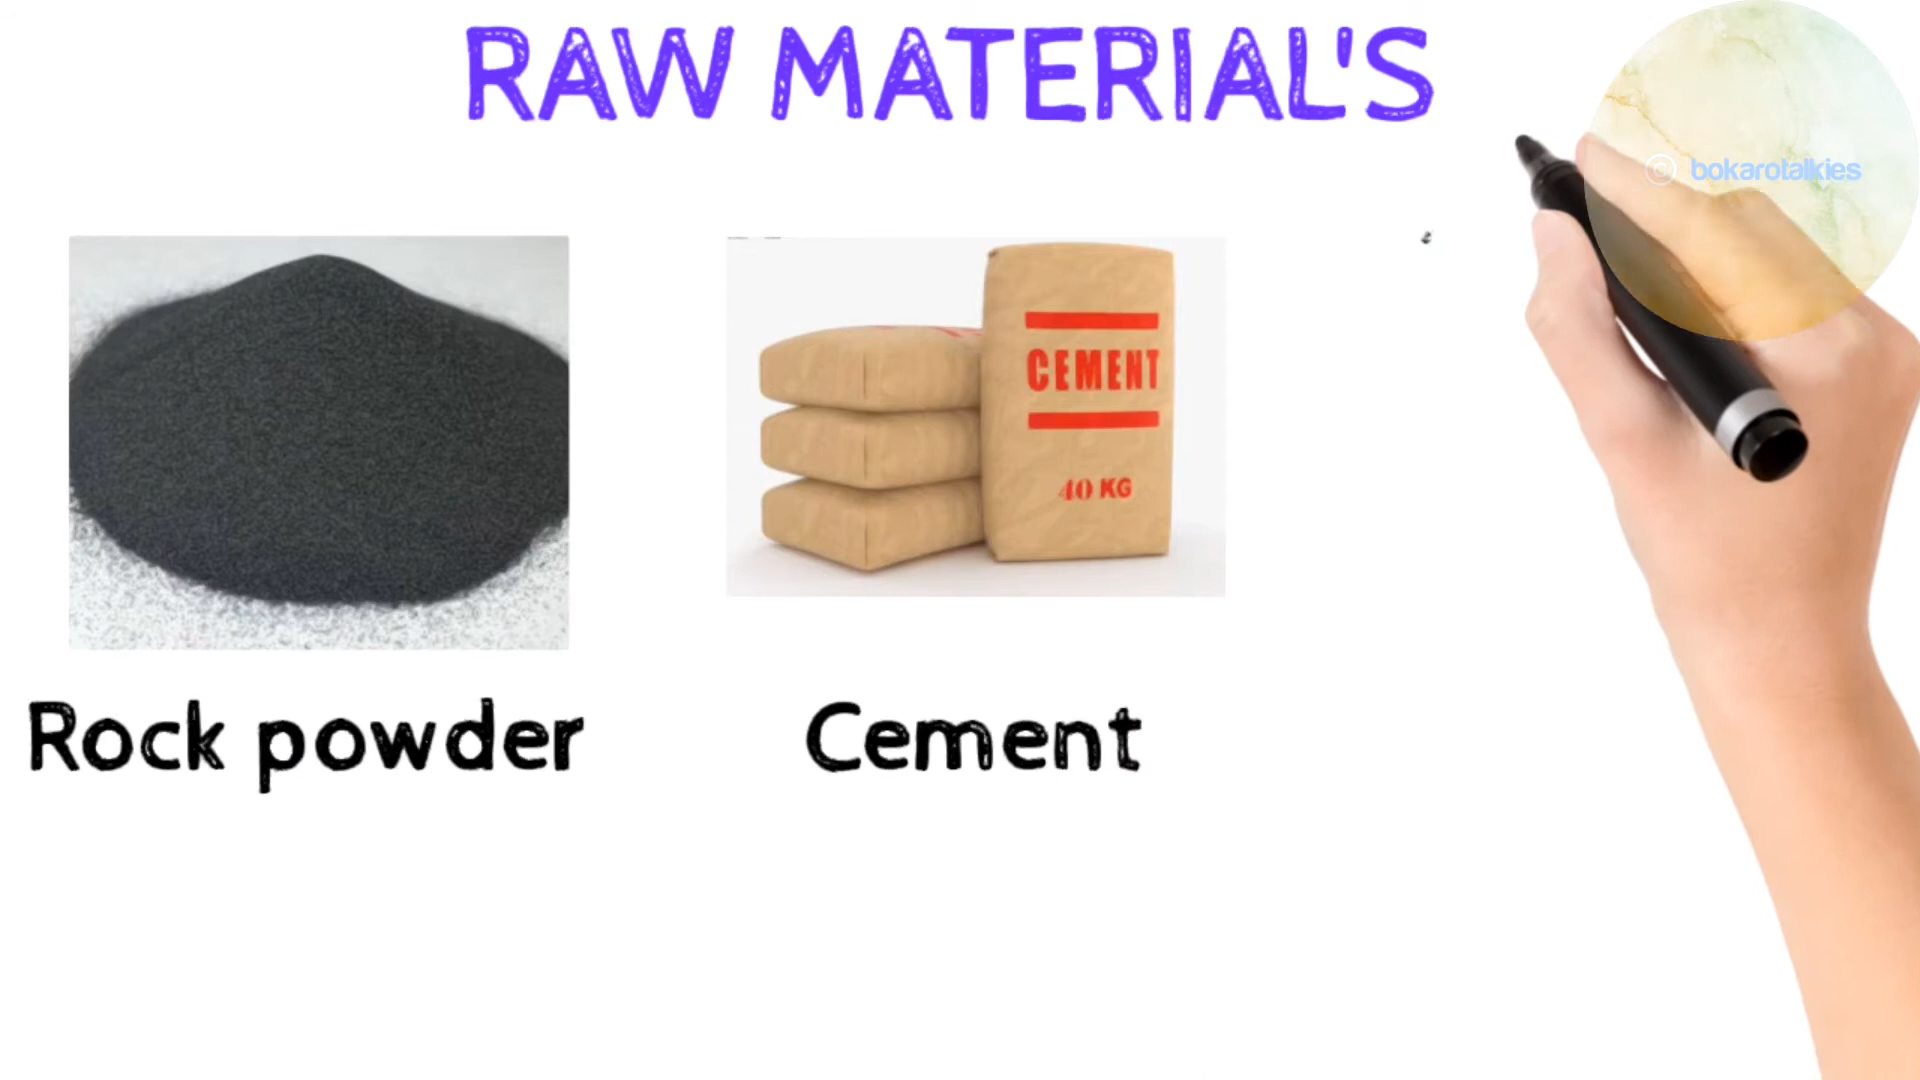 RAW MATERIAL'S
© bokarotalkies
CEMENT
40 KG
Rock powder
Cement